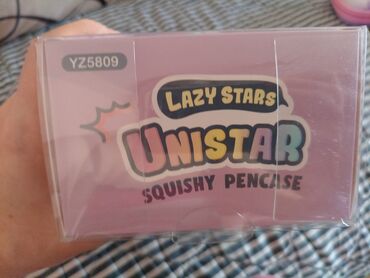 YZ5809
LAZY STARS
UNISTAR
SQUISHY PENCASE